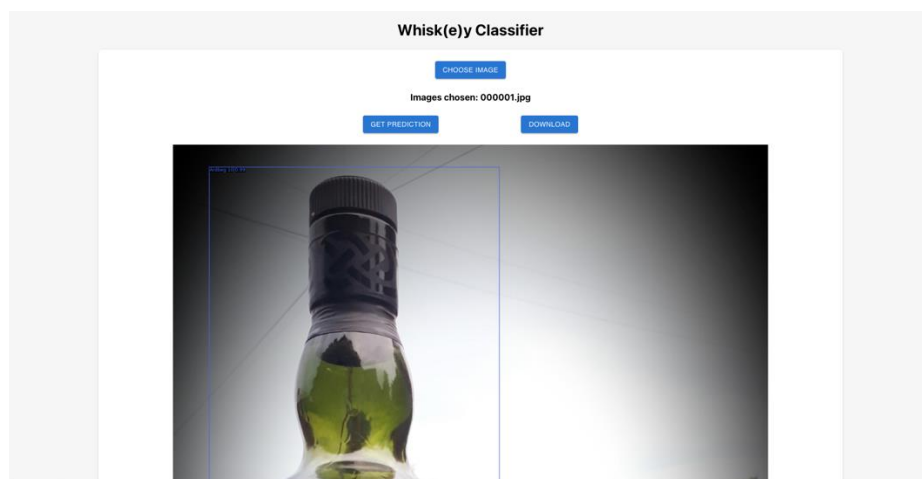 Whisk(e)y Classifier
CHOOSE IMAGE
Images chosen: 000001.jpg
GET PREDICTION
DOWNLOAD